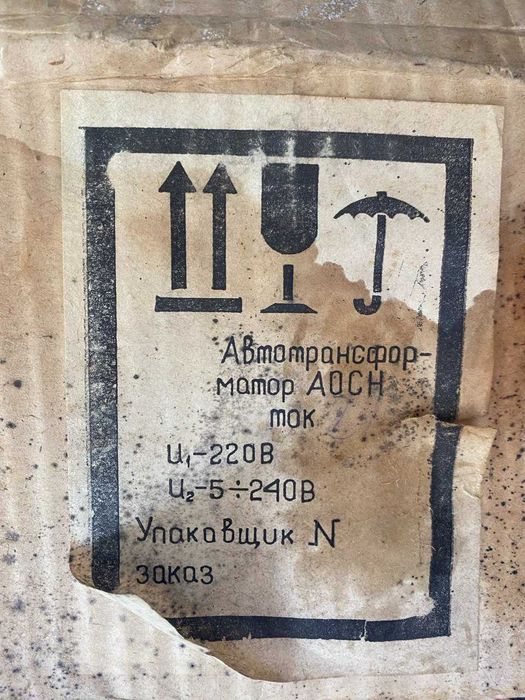 Автотрансфор-
матор АОСН
ток
U₁-220В
U₂-5÷240В
Упаковщик N
заказ